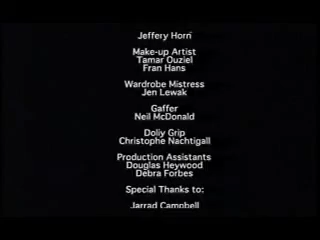 Jeffery Horn
Make-up Artist
Tamar Ouziel
Fran Hans
Wardrobe Mistress
Jen Lewak
Gaffer
Neil McDonald
Doliy Grip
Christophe Nachtigall
Production Assistants
Douglas Heywood
Debra Forbes
Special Thanks to:
Jarrad Campbell